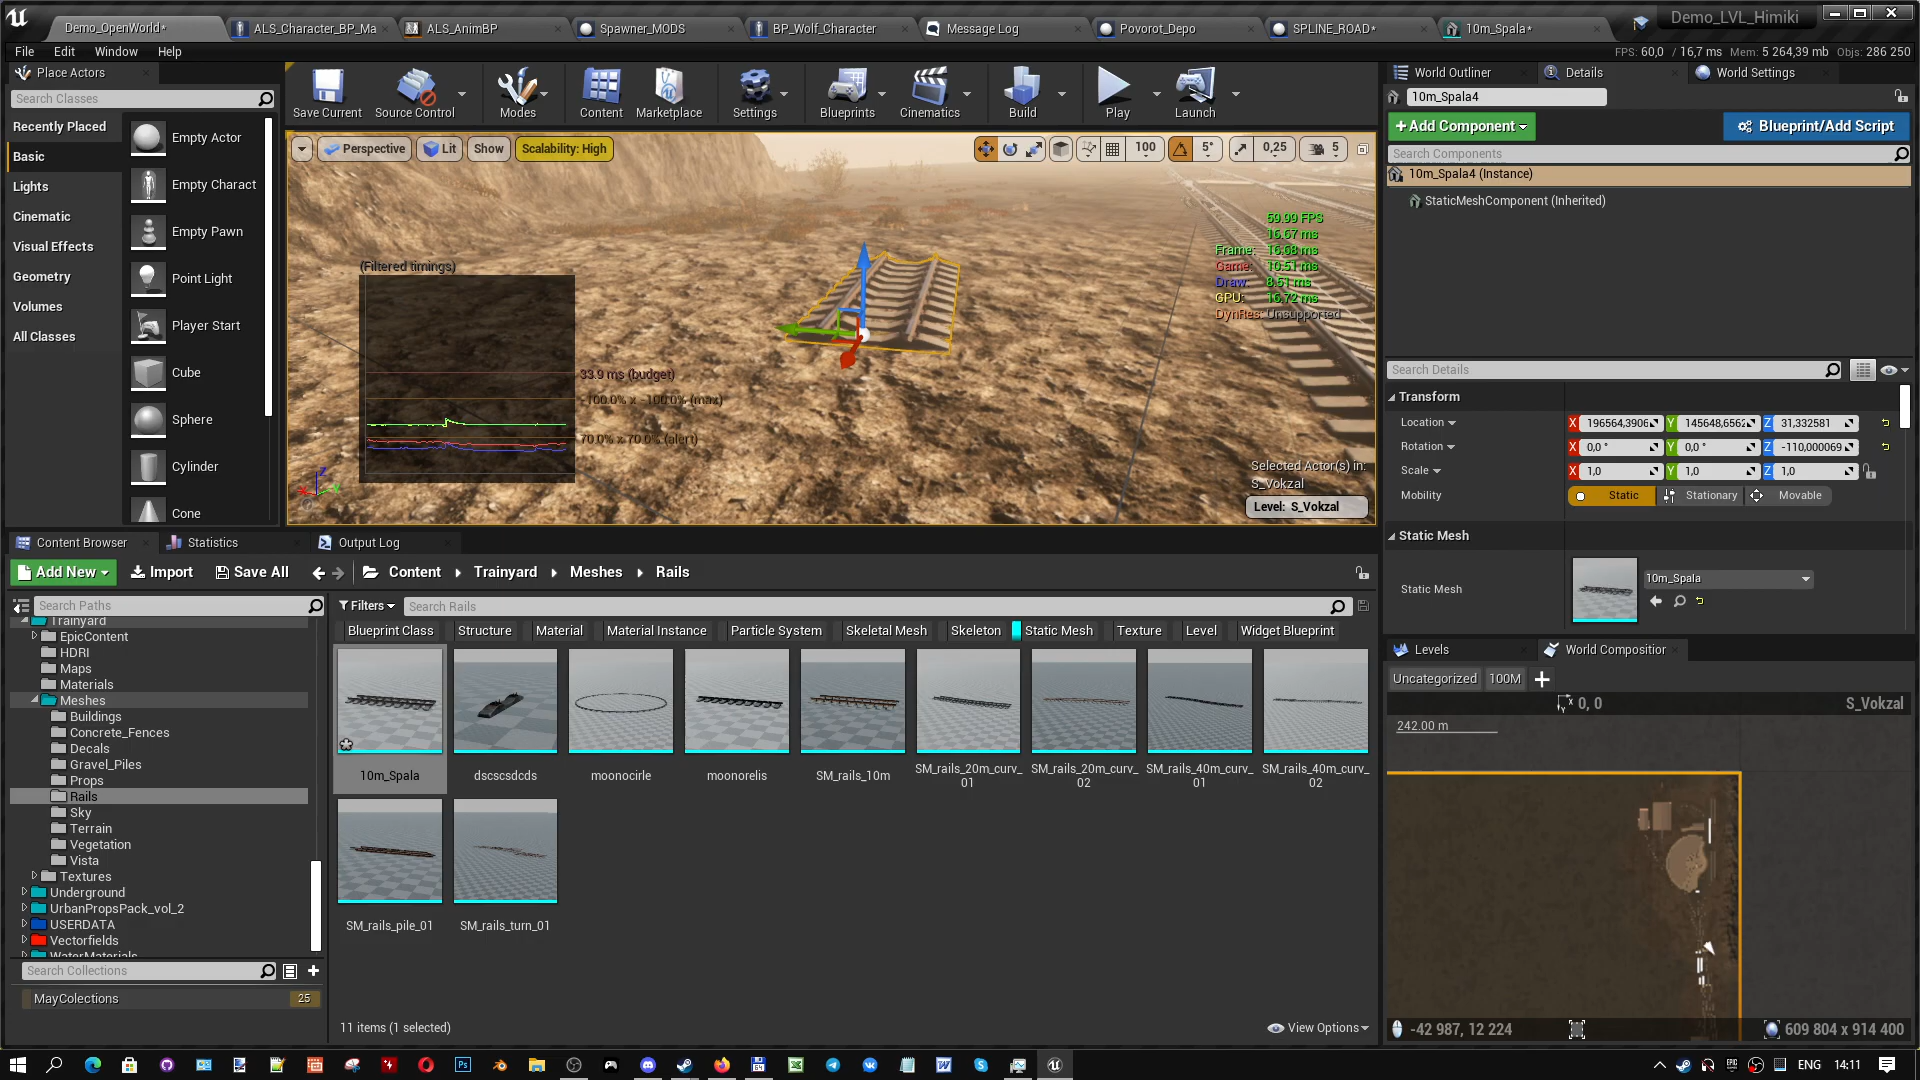 Demo_OpenWorld*
ALS_Character_BP_Ma
ALS_AnimBP
Spawner_MODS
BP_Wolf_Character
Message Log
Povorot_Depo
SPLINE_ROAD*
10m_Spala*
Demo_LVL_Himiki
File Edit Window Help
FPS: 60,0 / 16,7 ms Mem: 5 264,39 mb Objs: 286 250
Place Actors
Search Classes
Recently Placed
Basic
Lights
Cinematic
Visual Effects
Geometry
Volumes
All Classes
Empty Actor
Empty Charact
Empty Pawn
Point Light
Player Start
Cube
Sphere
Cylinder
Cone
Save Current
Source Control
Modes
Content
Marketplace
Settings
Blueprints
Cinematics
Build
Play
Launch
Perspective
Lit
Show
Scalability: High
100
5°
0,25
5
(Filtered timings)
33.9 ms (budget)
-100.0% x -100.0% (max)
70.0% x 70.0% (alert)
59.99 FPS
16.67 ms
Frame: 16.68 ms
Game: 10.51 ms
Draw: 8.51 ms
GPU: 16.72 ms
DynRes: Unsupported
Selected Actor(s) in:
S_Vokzal
Level: S_Vokzal
World Outliner
Details
World Settings
10m_Spala4
+Add Component
Blueprint/Add Script
Search Components
10m_Spala4 (Instance)
StaticMeshComponent (Inherited)
Search Details
Transform
Location X 196564,3906 Y 145648,6562 Z 31,332581
Rotation X 0,0 ° Y 0,0 ° Z -110,000069
Scale X 1,0 Y 1,0 Z 1,0
Mobility Static Stationary Movable
Static Mesh
Static Mesh
10m_Spala
Content Browser
Statistics
Output Log
Add New
Import
Save All
Content
Trainyard
Meshes
Rails
Search Paths
Trainyard
EpicContent
HDRI
Maps
Materials
Meshes
Buildings
Concrete_Fences
Decals
Gravel_Piles
Props
Rails
Sky
Terrain
Vegetation
Vista
Textures
Underground
UrbanPropsPack_vol_2
USERDATA
Vectorfields
WaterMaterials
Search Collections
MayColections
25
Filters
Search Rails
Blueprint Class
Structure
Material
Material Instance
Particle System
Skeletal Mesh
Skeleton
Static Mesh
Texture
Level
Widget Blueprint
10m_Spala
dscscsdcds
moonocirle
moonorelis
SM_rails_10m
SM_rails_20m_curv_
01
SM_rails_20m_curv_
02
SM_rails_40m_curv_
01
SM_rails_40m_curv_
02
SM_rails_pile_01
SM_rails_turn_01
11 items (1 selected)
View Options
Levels
World Compositior
Uncategorized
100M
0, 0
S_Vokzal
242.00 m
-42 987, 12 224
609 804 x 914 400
ENG
14:11